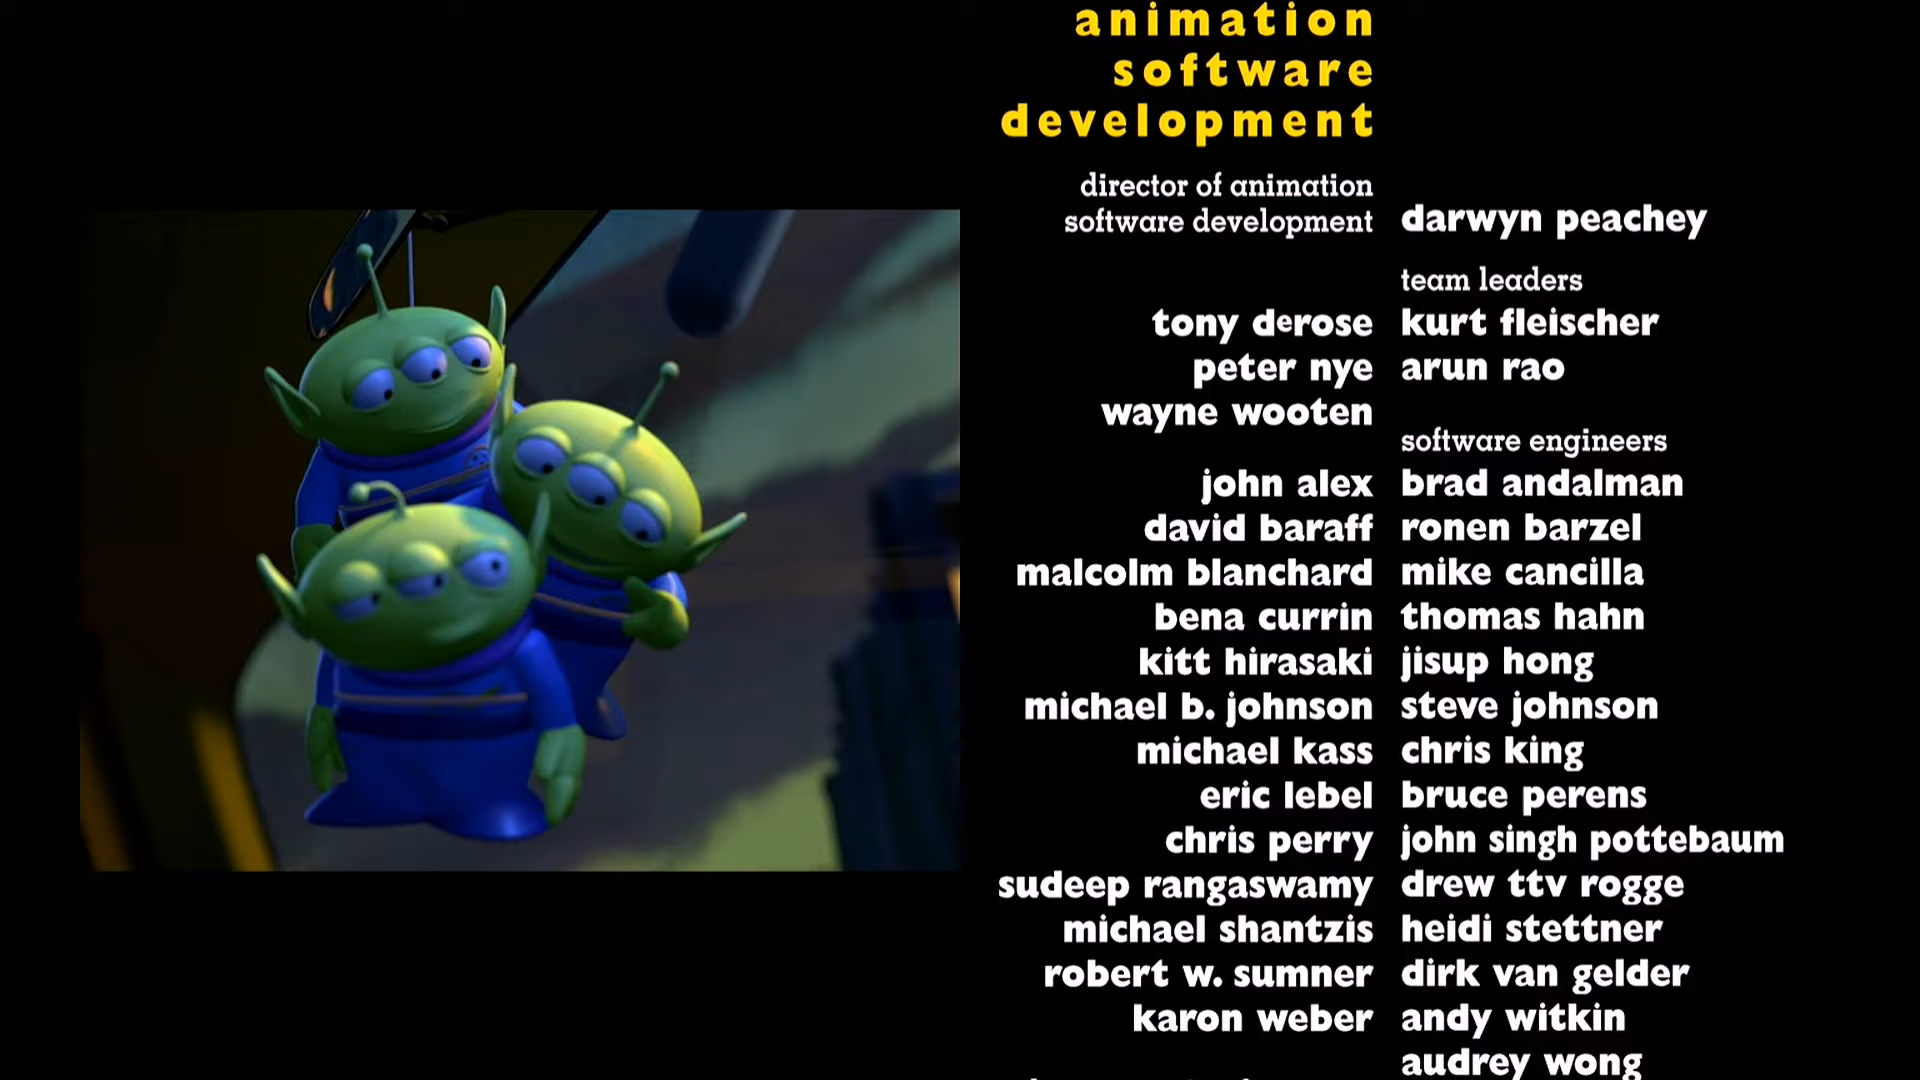 animation
software
development
director of animation
software development darwyn peachey
team leaders
tony derose kurt fleischer
peter nye arun rao
wayne wooten
software engineers
john alex brad andalman
david baraff ronen barzel
malcolm blanchard mike cancilla
bena currin thomas hahn
kitt hirasaki jisup hong
michael b. johnson steve johnson
michael kass chris king
eric lebel bruce perens
chris perry john singh pottebaum
sudeep rangaswamy drew ttv rogge
michael shantzis heidi stettner
robert w. sumner dirk van gelder
karon weber andy witkin
audrey wong